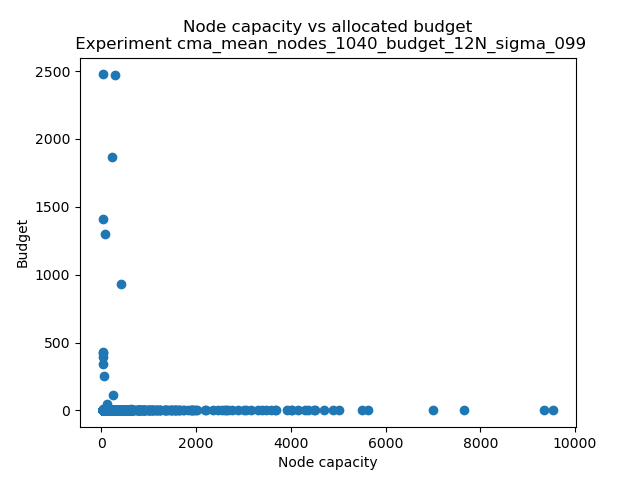 Node capacity vs allocated budget
Experiment cma_mean_nodes_1040_budget_12N_sigma_099
2500
2000
1500
1000
500
0
Budget
0 2000 4000 6000 8000 10000
Node capacity